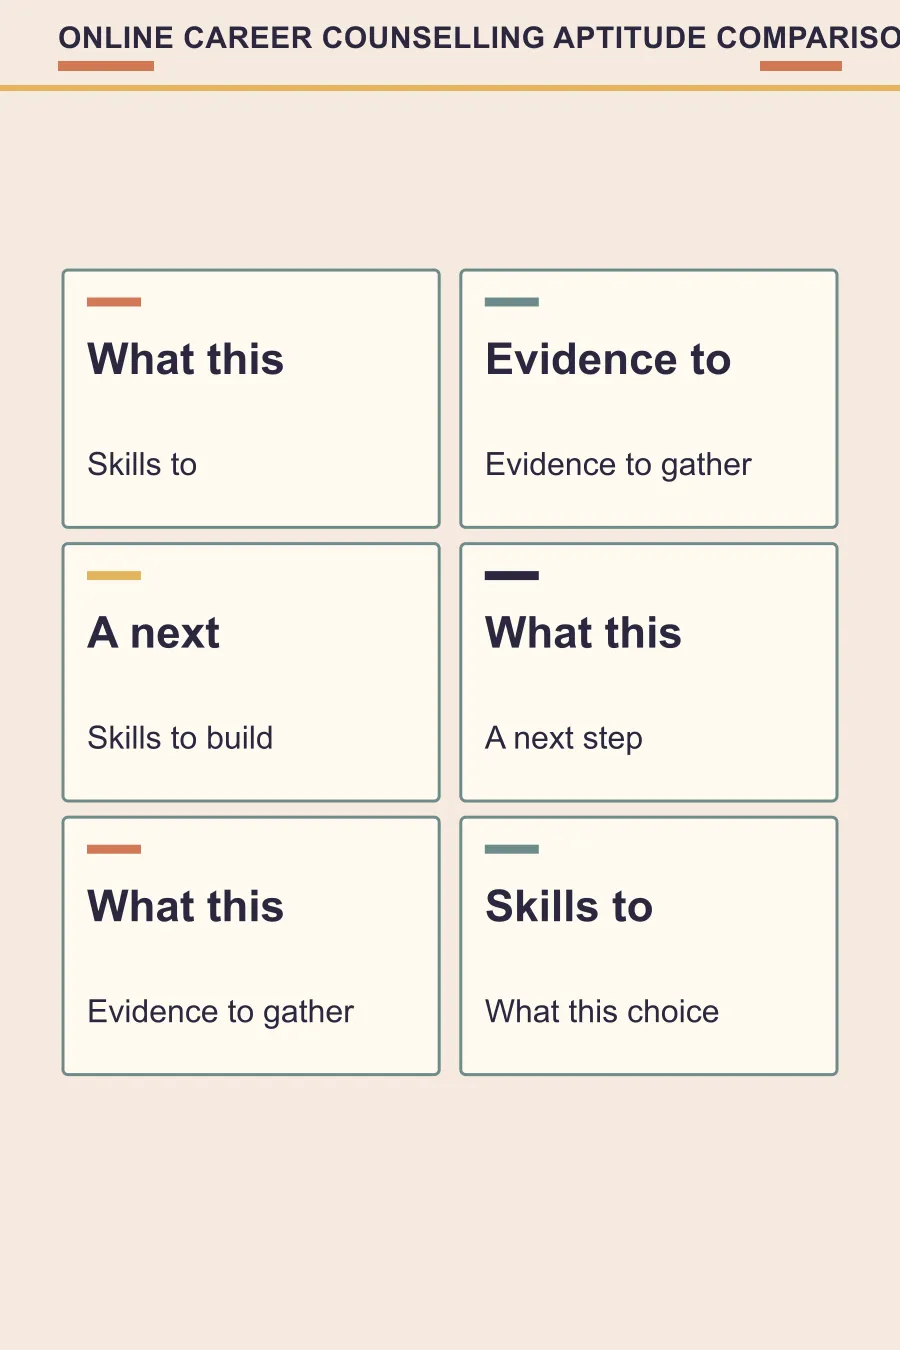 ONLINE CAREER COUNSELLING APTITUDE COMPARISO
What this
Skills to
Evidence to
Evidence to gather
A next
Skills to build
What this
A next step
What this
Evidence to gather
Skills to
What this choice